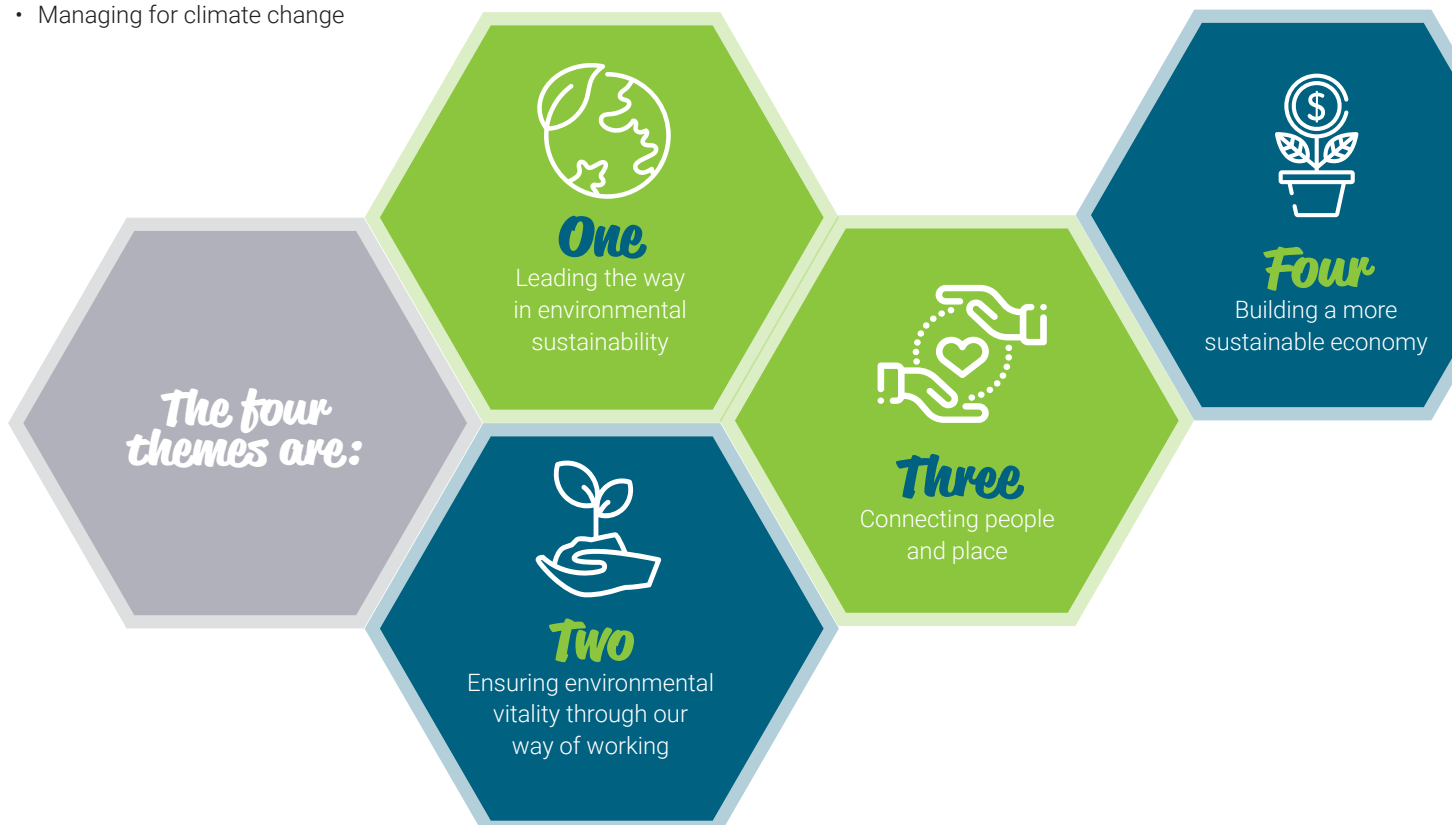 • Managing for climate change
The four
themes are:
One
Leading the way
in environmental
sustainability
Two
Ensuring environmental
vitality through our
way of working
Three
Connecting people
and place
$
Four
Building a more
sustainable economy